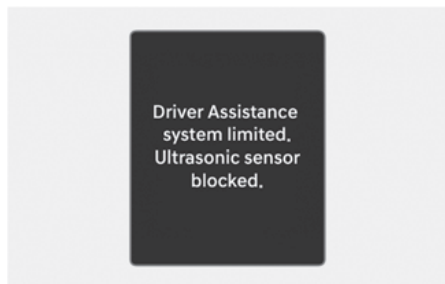 Driver Assistance
system limited.
Ultrasonic sensor
blocked.